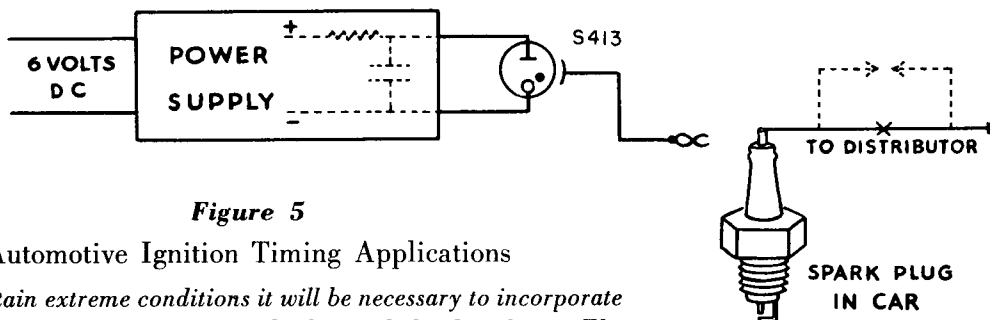 6 VOLTS
DC
POWER
SUPPLY
+
-
S413
TO DISTRIBUTOR
SPARK PLUG
IN CAR
Figure 5
Automotive Ignition Timing Applications
extreme conditions it will be necessary to incorporate